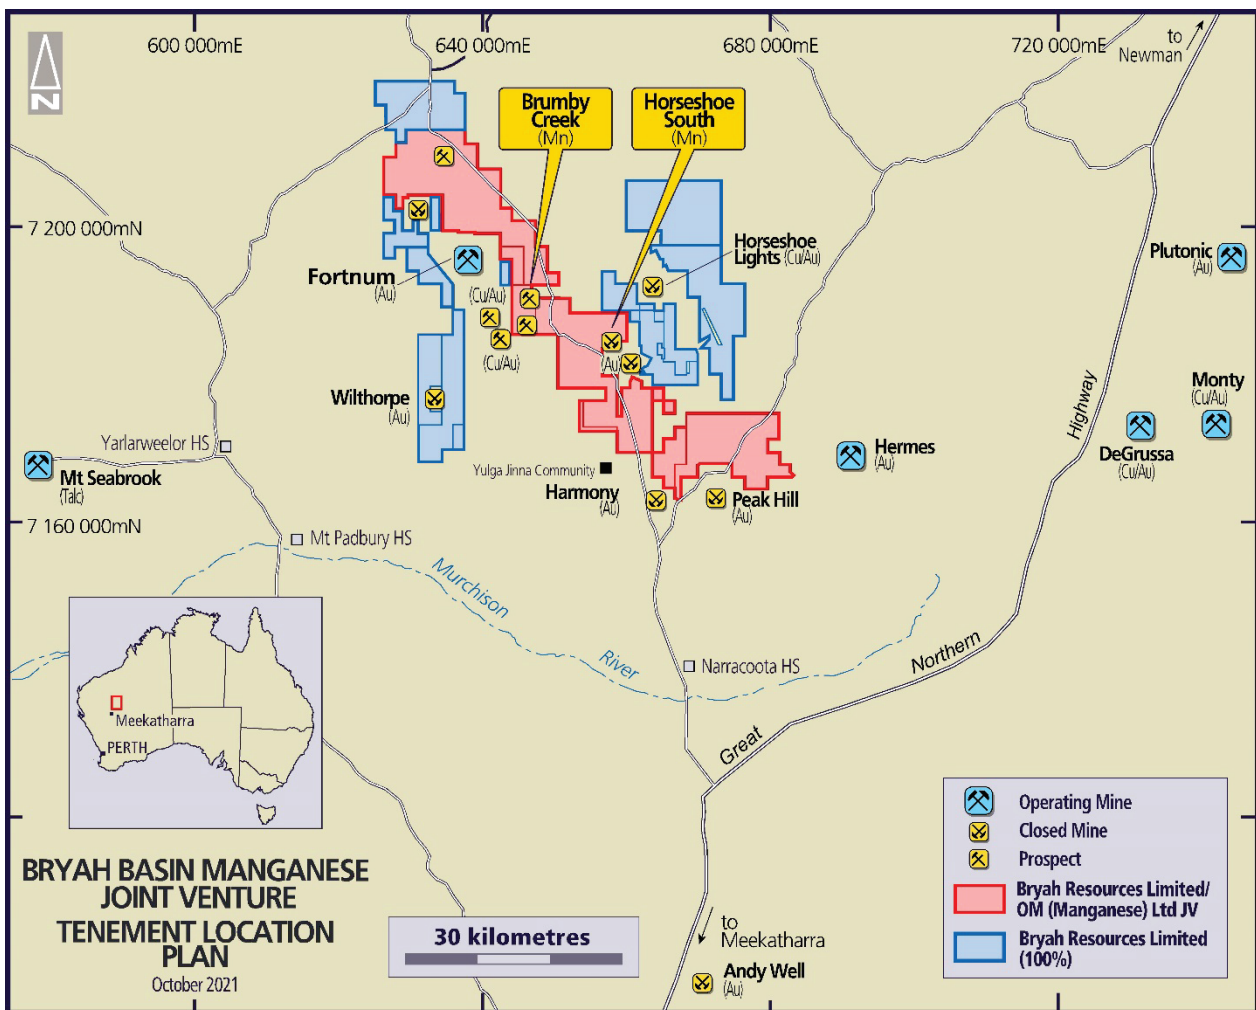 600 000mE
640 000mE
680 000mE
720 000mE
to
Newman
N
Brumby
Creek
(Mn)
Horseshoe
South
(Mn)
7 200 000mN
Horseshoe
Lights (Cu/Au)
Plutonic
(Au)
Fortnum
(Au)
(Cu/Au)
(Cu/Au)
(Au)
Wilthorpe
(Au)
Monty
(Cu/Au)
Highway
Yarlarweelor HS
Mt Seabrook
(Talc)
Yulga Jinna Community
Harmony
(Au)
Peak Hill
(Au)
Hermes
(Au)
DeGrussa
(Cu/Au)
7 160 000mN
Mt Padbury HS
Murchison
River
Narracoota HS
Northern
Great
Meekatharra
PERTH
BRYAH BASIN MANGANESE
JOINT VENTURE
TENEMENT LOCATION
PLAN
October 2021
30 kilometres
to
Meekatharra
Andy Well
(Au)
Operating Mine
Closed Mine
Prospect
Bryah Resources Limited/
OM (Manganese) Ltd JV
Bryah Resources Limited
(100%)